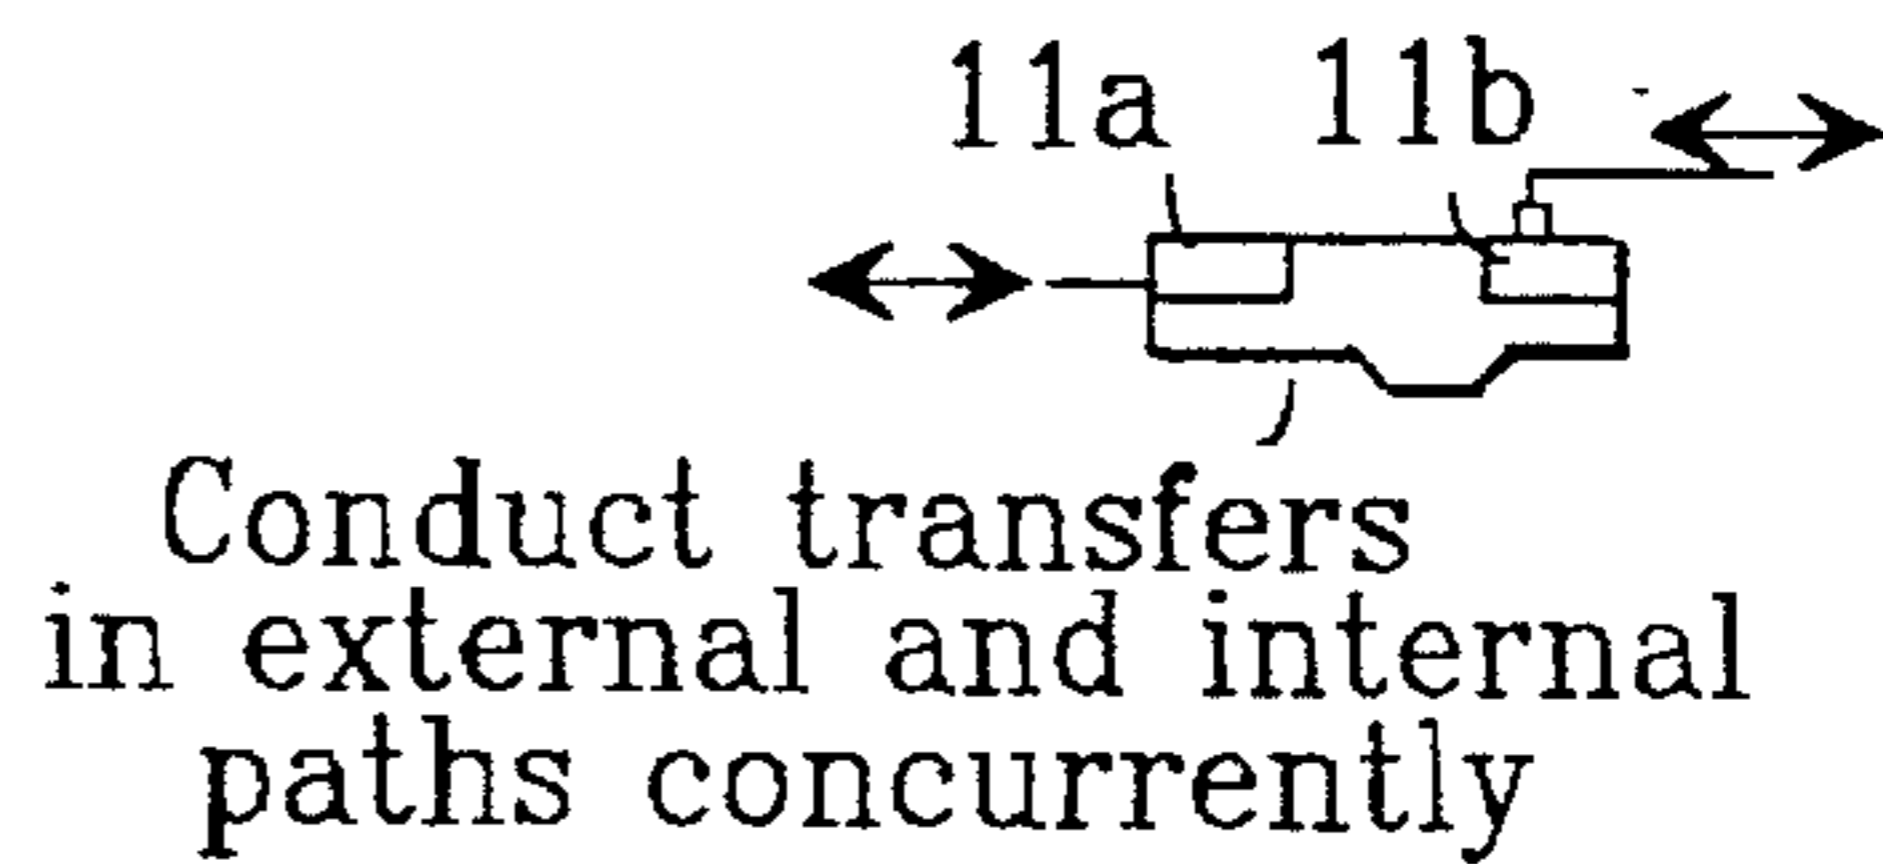 11a 11b
Conduct transfers
in external and internal
paths concurrently